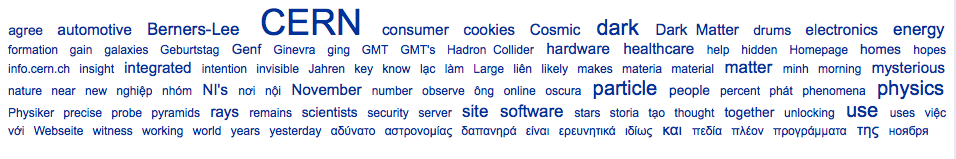 agree automotive Berners-Lee CERN consumer cookies Cosmic dark Dark Matter drums electronics energy
formation gain galaxies Geburtstag Genf Ginevra ging GMT GMT's Hadron Collider hardware healthcare help hidden Homepage homes hopes
info.cern.ch insight integrated intention invisible Jahren key know lạc làm Large liên likely makes materia material matter minh morning mysterious
nature near new nghiệp nhóm NI's nơi nội November number observe ông online oscura particle people percent phát phenomena physics
Physiker precise probe pyramids rays remains scientists security server site software stars storia tạo thought together unlocking use uses việc
với Webseite witness working world years yesterday αδύνατο αστρονομίας δαπανηρά είναι ερευνητικά ιδίως και πεδία πλέον προγράμματα της ноября